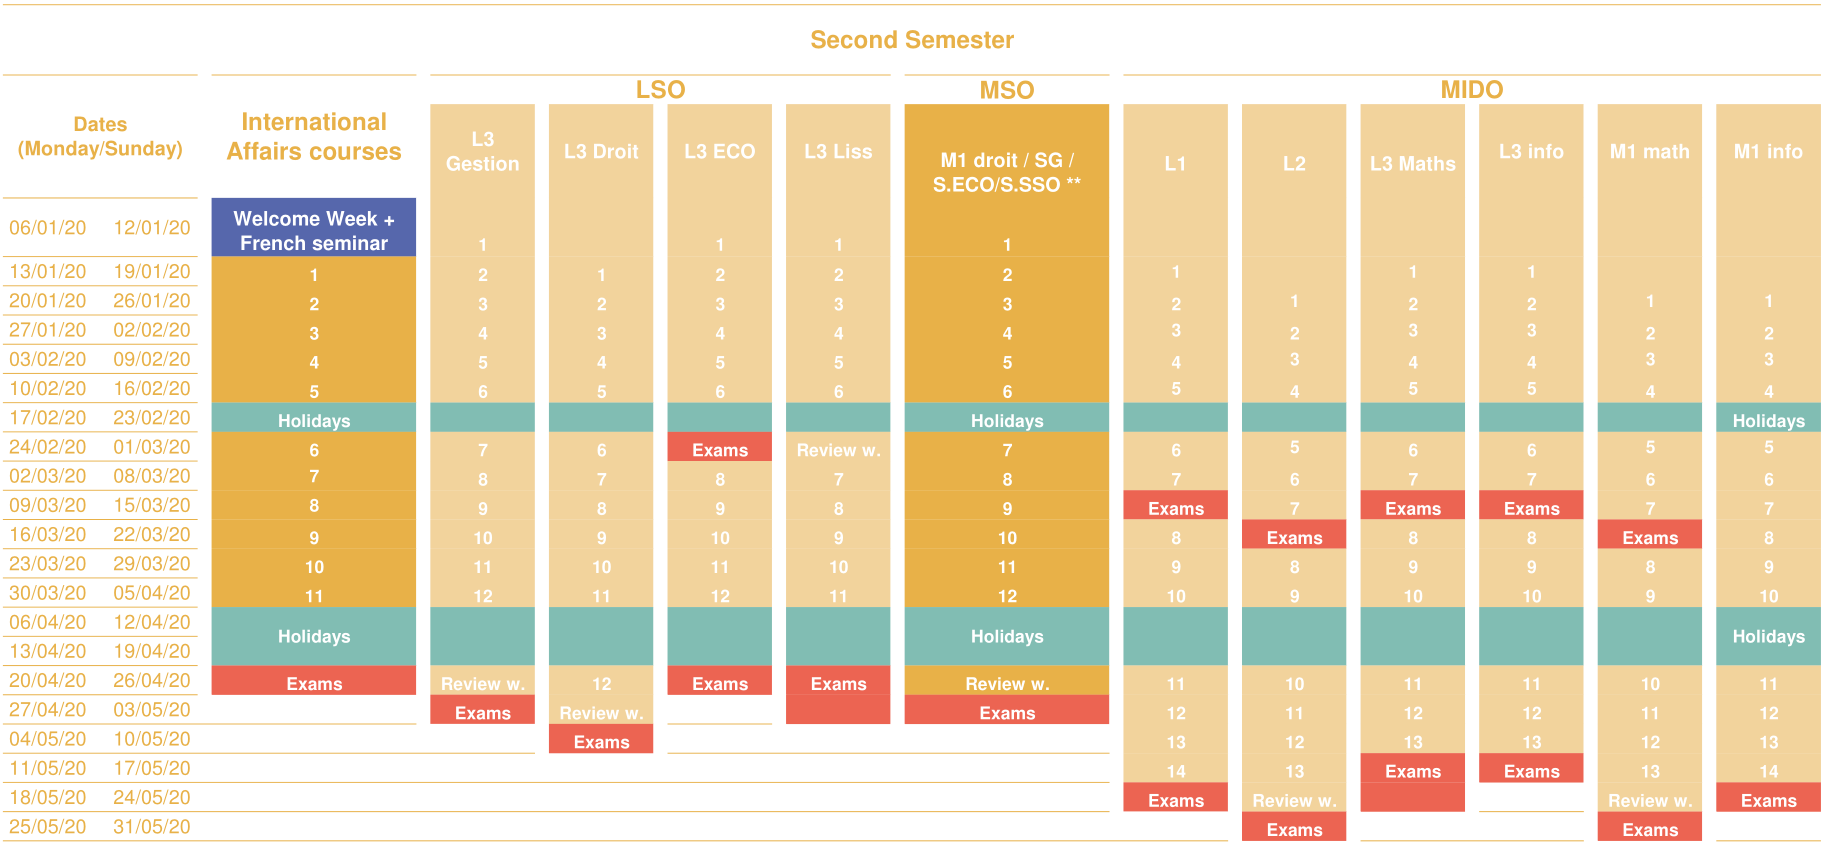 Second Semester
LSO MSO MIDO
Dates
(Monday/Sunday)
International
Affairs courses
L3
Gestion
L3 Droit
L3 ECO
L3 Liss
M1 droit / SG /
S.ECO/S.SSO **
L1
L2
L3 Maths
L3 info
M1 math
M1 info
06/01/20 12/01/20
Welcome Week +
French seminar
1 1 1 1
13/01/20 19/01/20 1 2 1 2 2 2 1 1 1
20/01/20 26/01/20 2 3 2 3 3 3 2 1 2 2 1 1
27/01/20 02/02/20 3 4 3 4 4 4 3 2 3 3 2 2
03/02/20 09/02/20 4 5 4 5 5 5 4 3 4 4 3 3
10/02/20 16/02/20 5 6 5 6 6 6 5 4 5 5 4 4
17/02/20 23/02/20 Holidays Holidays Holidays
24/02/20 01/03/20 6 7 6 Exams Review w. 7 6 5 6 6 5 5
02/03/20 08/03/20 7 8 7 8 7 8 7 6 7 7 6 6
09/03/20 15/03/20 8 9 8 9 8 9 Exams 7 Exams Exams 7 7
16/03/20 22/03/20 9 10 9 10 9 10 8 Exams 8 8 Exams 8
23/03/20 29/03/20 10 11 10 11 10 11 9 8 9 9 8 9
30/03/20 05/04/20 11 12 11 12 11 12 10 9 10 10 9 10
06/04/20 12/04/20
Holidays Holidays Holidays
13/04/20 19/04/20
20/04/20 26/04/20 Exams Review w. 12 Exams Exams Review w. 11 10 11 11 10 11
27/04/20 03/05/20 Exams Review w. Exams 12 11 12 12 11 12
04/05/20 10/05/20 Exams 13 12 13 13 12 13
11/05/20 17/05/20 14 13 Exams Exams 13 14
18/05/20 24/05/20 Exams Review w. Review w. Exams
25/05/20 31/05/20 Exams Exams